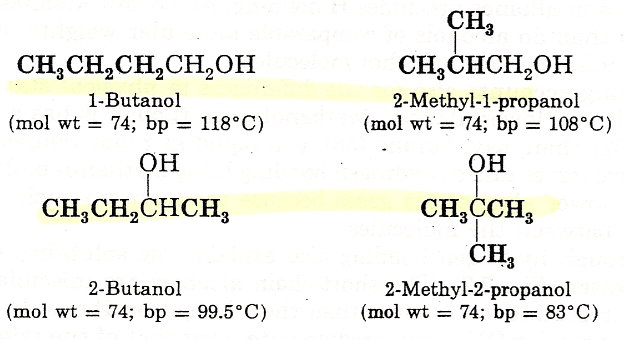 CH₃
CH₃CH₂CH₂CH₂OH CH₃CHCH₂OH
1-Butanol 2-Methyl-1-propanol
(mol wt = 74; bp = 118°C) (mol wt = 74; bp = 108°C)
OH OH
CH₃CH₂CHCH₃ CH₃CCH₃
CH₃
2-Butanol 2-Methyl-2-propanol
(mol wt = 74; bp = 99.5°C) (mol wt = 74; bp = 83°C)